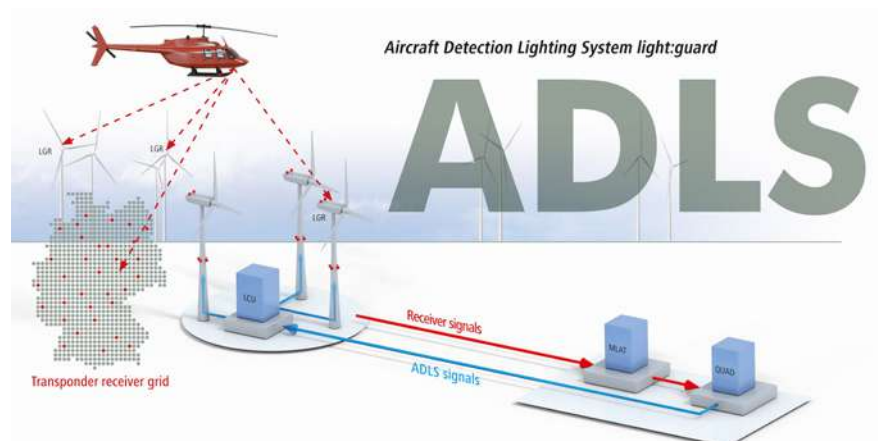 Aircraft Detection Lighting System light:guard
ADLS
LGR
LGR
LGR
LCU
Receiver signals
MLAT
QUAD
ADLS signals
Transponder receiver grid